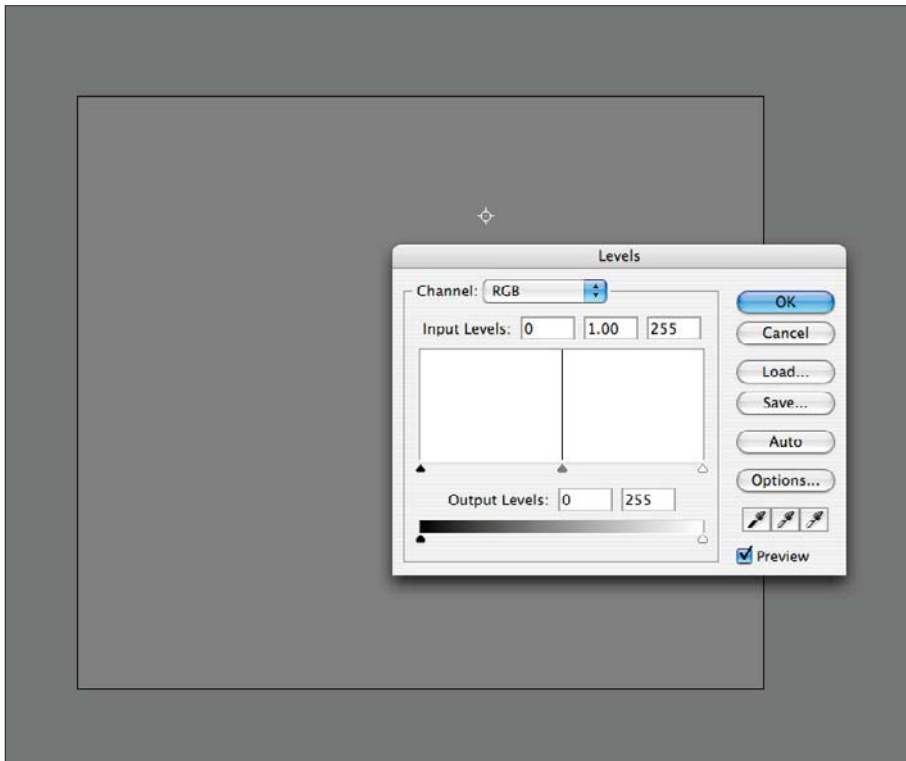 Levels
Channel: RGB
Input Levels: 0 1.00 255
Output Levels: 0 255
OK
Cancel
Load...
Save...
Auto
Options...
Preview